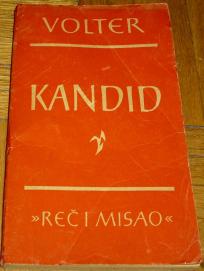 VOLTER
KANDID
»REČ I MISAO«